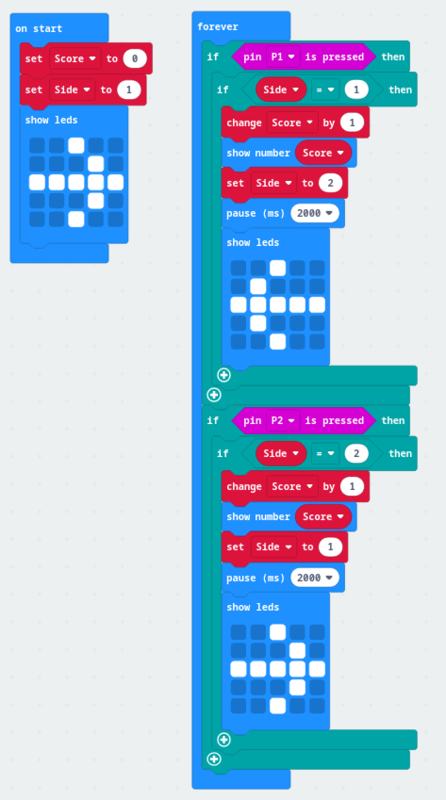 on start
set Score to 0
set Side to 1
show leds
forever
if pin P1 is pressed then
if Side = 1 then
change Score by 1
show number Score
set Side to 2
pause (ms) 2000
show leds
if pin P2 is pressed then
if Side = 2 then
change Score by 1
show number Score
set Side to 1
pause (ms) 2000
show leds